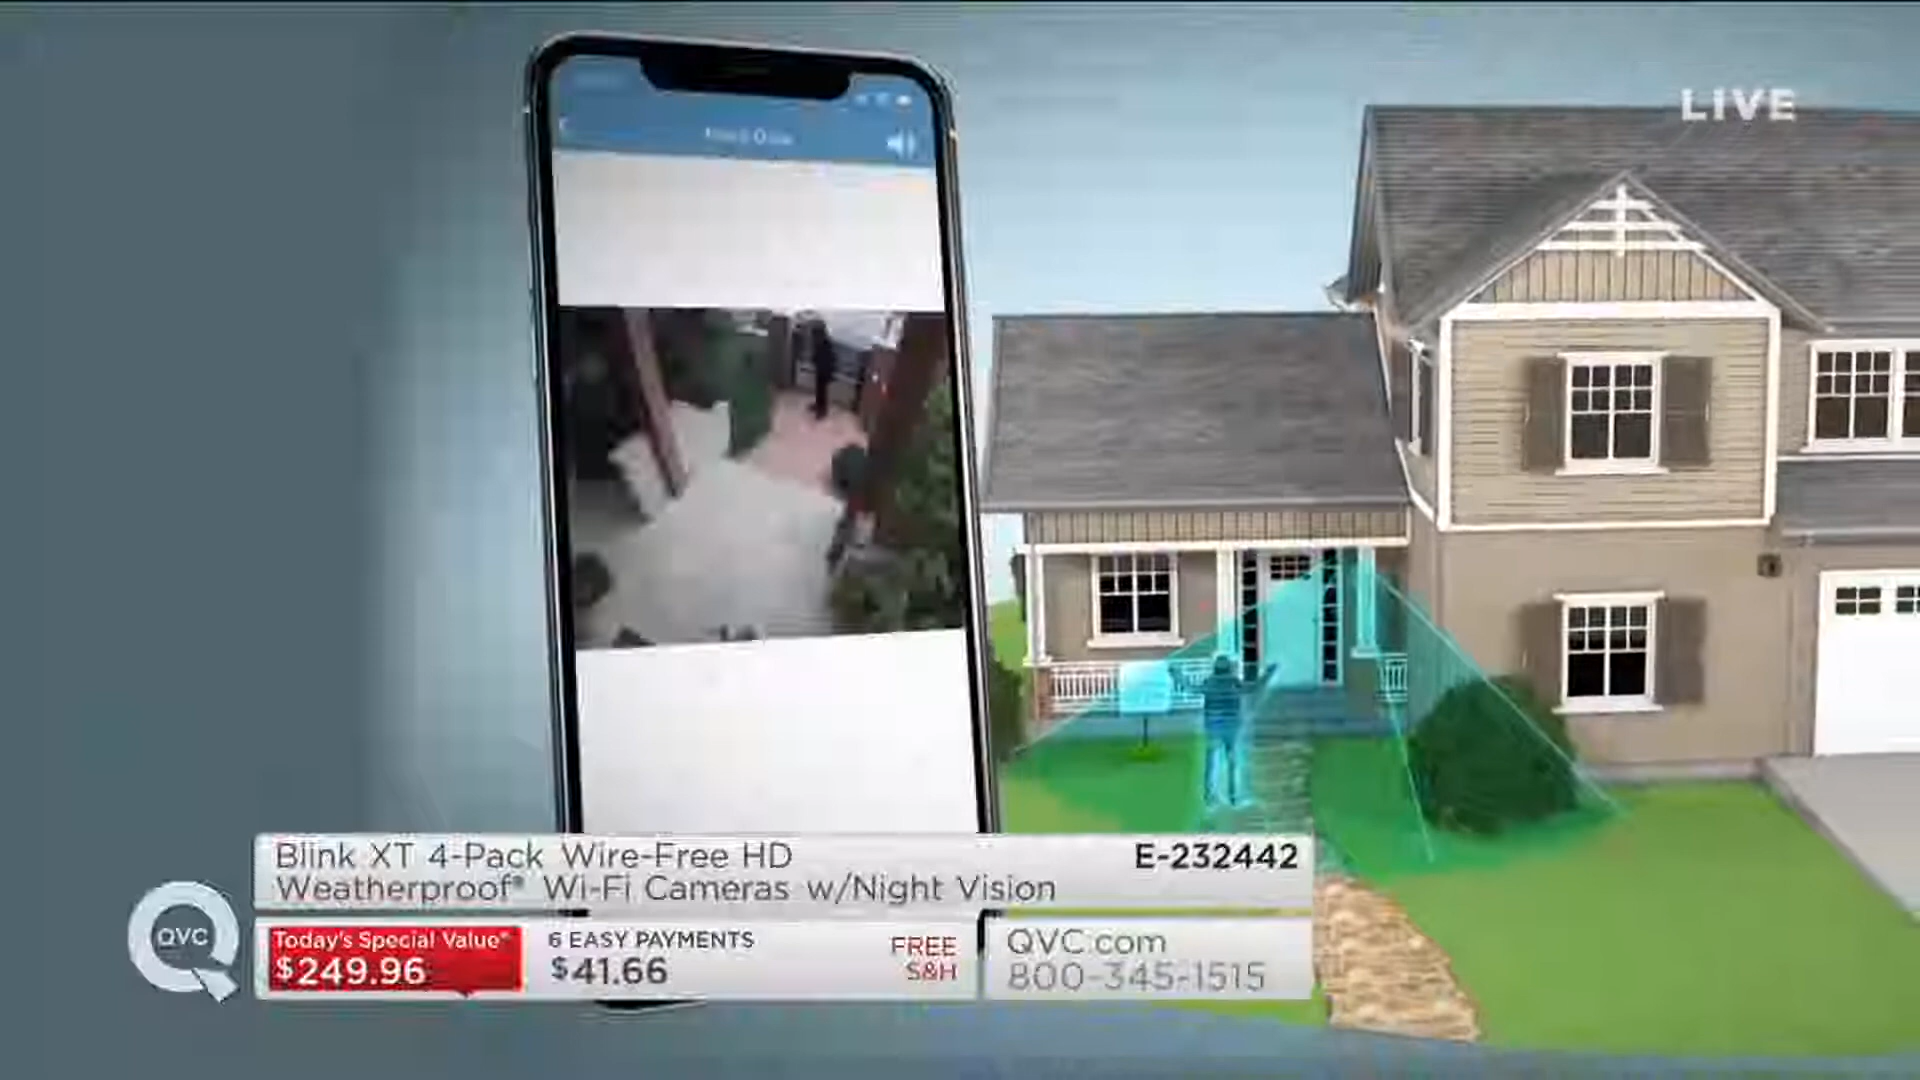 LIVE
Blink XT 4-Pack Wire-Free HD
Weatherproof® Wi-Fi Cameras w/Night Vision
E-232442
QVC
Today's Special Value®
$249.96
6 EASY PAYMENTS
$41.66
FREE
S&H
QVC.com
800-345-1515